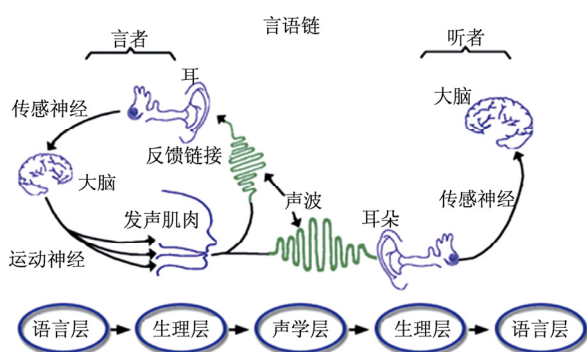 言语链
言者
听者
耳
传感神经
大脑
反馈链接
大脑
声波
发声肌肉
传感神经
耳朵
运动神经
语言层
生理层
声学层
生理层
语言层